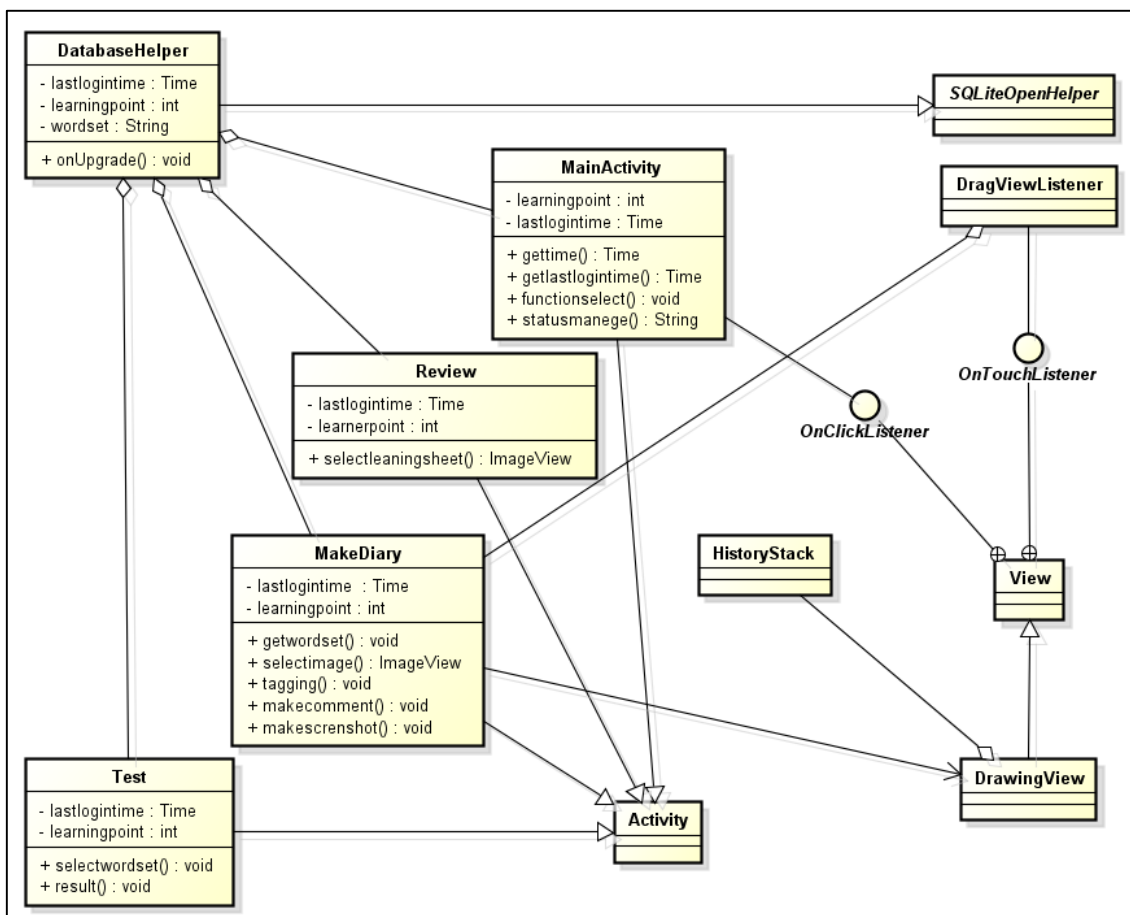 DatabaseHelper
- lastlogintime : Time
- learningpoint : int
- wordset : String
+ onUpgrade() : void
SQLiteOpenHelper
MainActivity
- learningpoint : int
- lastlogintime : Time
+ gettime() : Time
+ getlastlogintime() : Time
+ functionselect() : void
+ statusmanege() : String
DragViewListener
OnTouchListener
OnClickListener
Review
- lastlogintime : Time
- learnerpoint : int
+ selectleaningsheet() : ImageView
MakeDiary
- lastlogintime : Time
- learningpoint : int
+ getwordset() : void
+ selectimage() : ImageView
+ tagging() : void
+ makecomment() : void
+ makescrenshot() : void
HistoryStack
View
Test
- lastlogintime : Time
- learningpoint : int
+ selectwordset() : void
+ result() : void
Activity
DrawingView